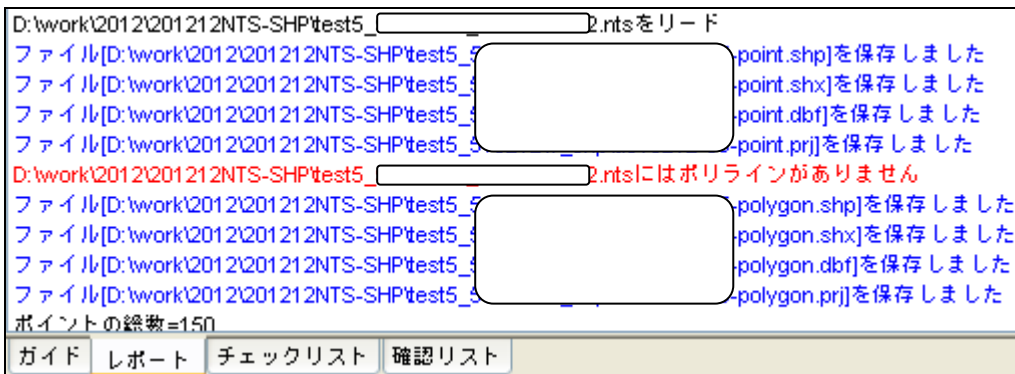 D:\work\2012\201212NTS-SHP\test5_ 2.ntsをリード
ファイル[D:\work\2012\201212NTS-SHP\test5_5 -point.shp]を保存しました
ファイル[D:\work\2012\201212NTS-SHP\test5_5 -point.shx]を保存しました
ファイル[D:\work\2012\201212NTS-SHP\test5_5 -point.dbf]を保存しました
ファイル[D:\work\2012\201212NTS-SHP\test5_5 -point.prj]を保存しました
D:\work\2012\201212NTS-SHP\test5_ 2.ntsにはポリラインがありません
ファイル[D:\work\2012\201212NTS-SHP\test5_5 -polygon.shp]を保存しました
ファイル[D:\work\2012\201212NTS-SHP\test5_5 -polygon.shx]を保存しました
ファイル[D:\work\2012\201212NTS-SHP\test5_5 -polygon.dbf]を保存しました
ファイル[D:\work\2012\201212NTS-SHP\test5_5 -polygon.prj]を保存しました
ポイントの総数=150
ガイド レポート チェックリスト 確認リスト